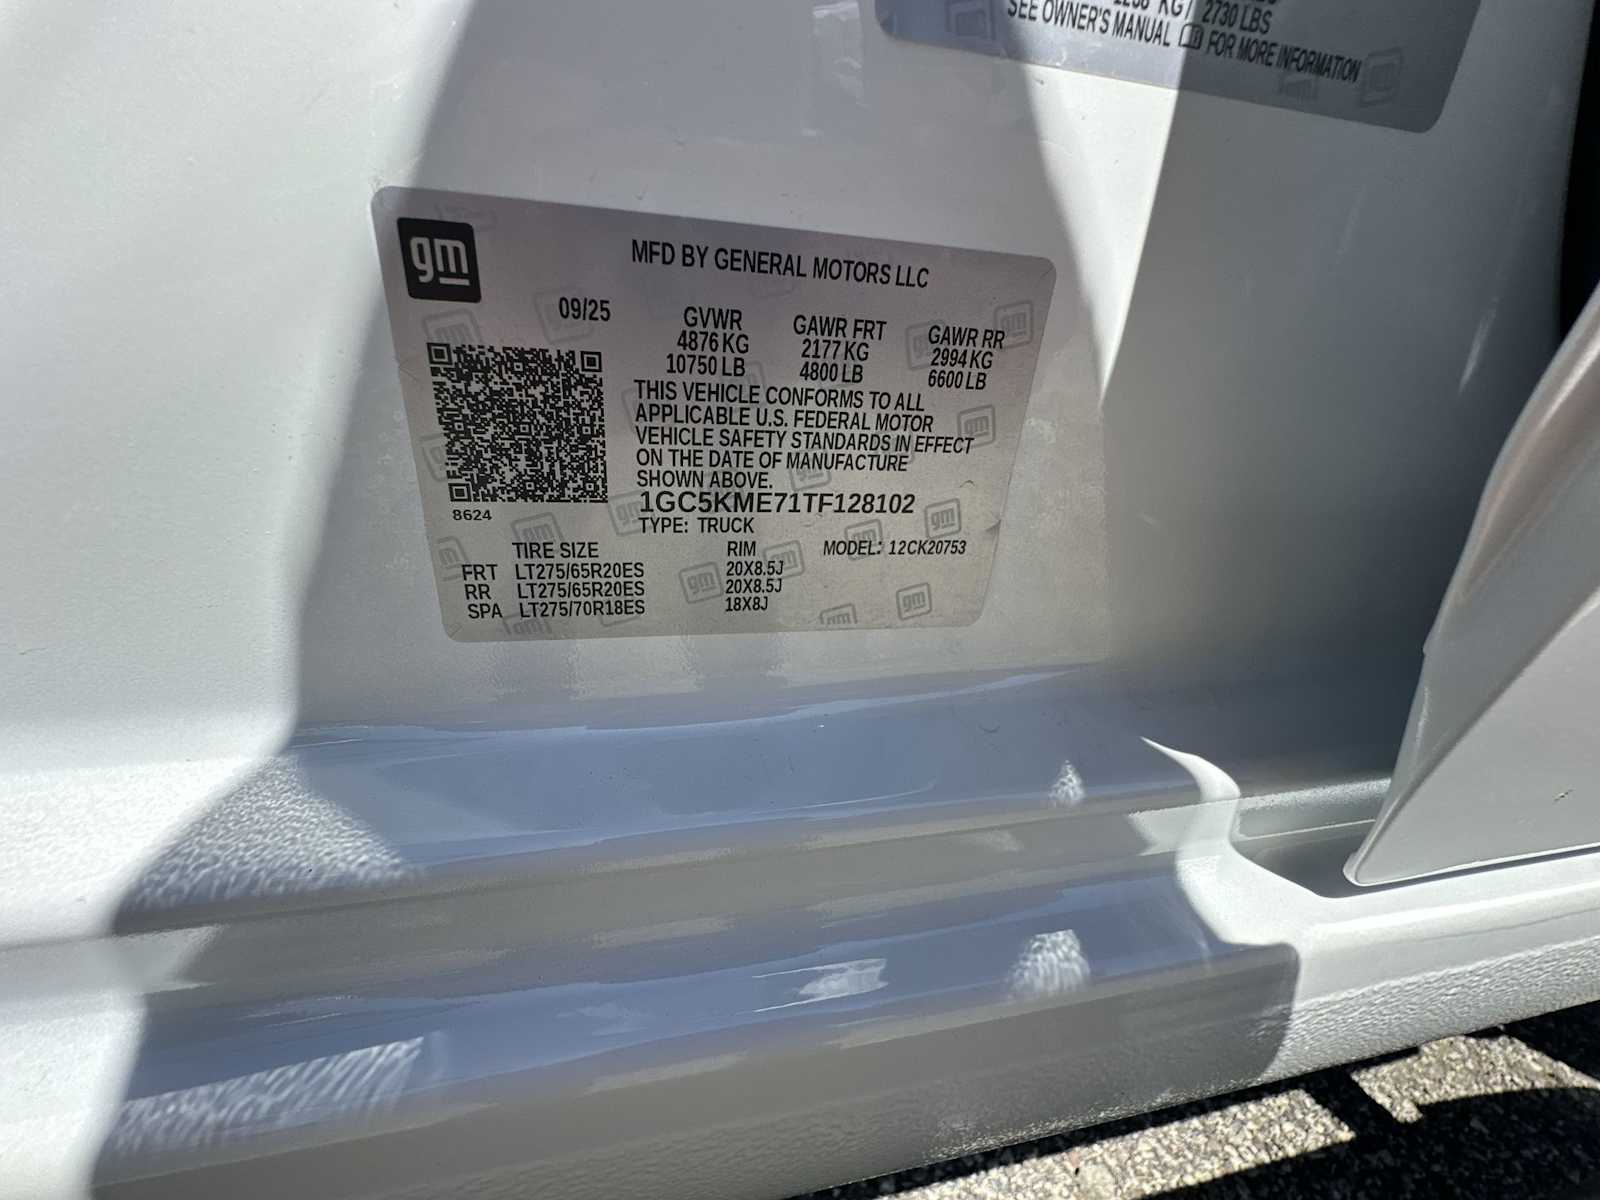 KG/ 2730 LBS
SEE OWNER'S MANUAL FOR MORE INFORMATION
gm
MFD BY GENERAL MOTORS LLC
09/25
GVWR GAWR FRT GAWR RR
4876 KG 2177 KG 2994 KG
10750 LB 4800 LB 6600 LB
THIS VEHICLE CONFORMS TO ALL
APPLICABLE U.S. FEDERAL MOTOR
VEHICLE SAFETY STANDARDS IN EFFECT
ON THE DATE OF MANUFACTURE
SHOWN ABOVE.
1GC5KME71TF128102
8624
TYPE: TRUCK
TIRE SIZE RIM MODEL: 12CK20753
FRT LT275/65R20ES 20X8.5J
RR LT275/65R20ES 20X8.5J
SPA LT275/70R18ES 18X8J